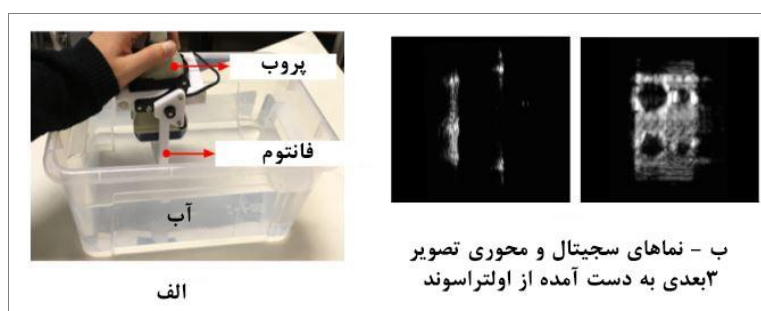 پروب
فانتوم
آب
الف
ب - نماهای سجیتال و محوری تصویر
۳بعدی به دست آمده از اولتراسوند